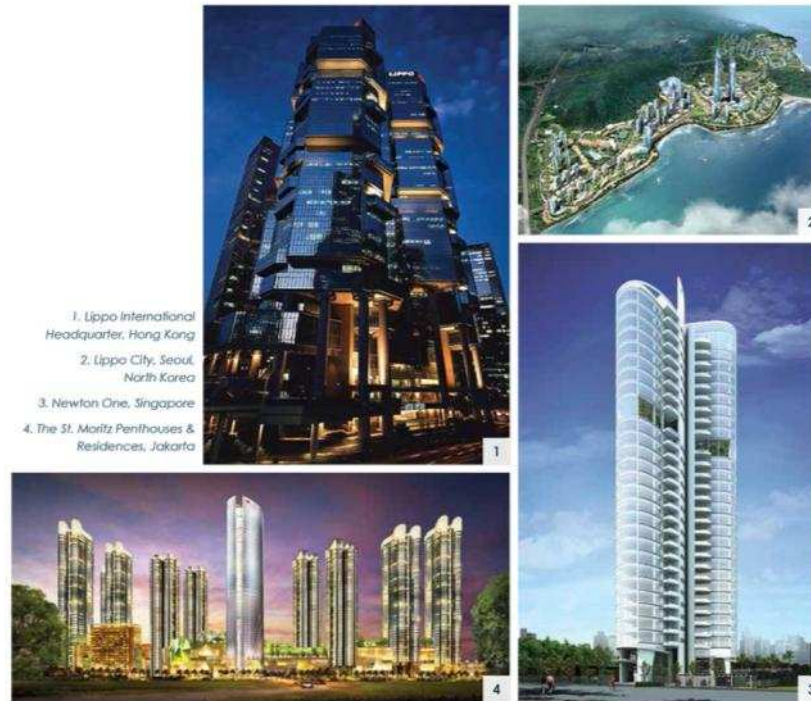 LIPPO
1. Lippo International
Headquarter, Hong Kong
2. Lippo City, Seoul,
North Korea
3. Newton One, Singapore
4. The St. Moritz Penthouses &
Residences, Jakarta
1
2
3
4